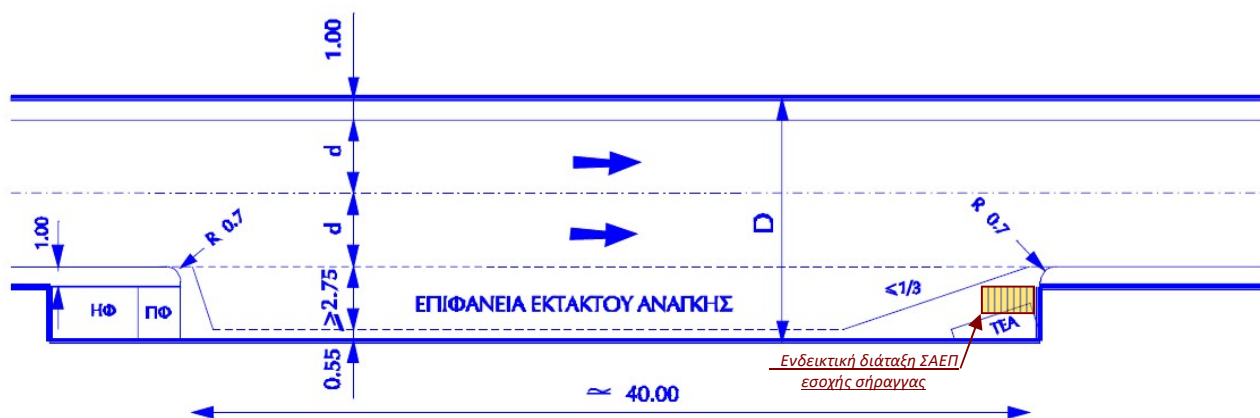 1.00
d
R 0.7
R 0.7
1.00
d
D
ΗΦ
ΠΦ
⩾2.75
ΕΠΙΦΑΝΕΙΑ ΕΚΤΑΚΤΟΥ ΑΝΑΓΚΗΣ
⩽1/3
ΤΕΑ
0.55
Ενδεικτική διάταξη ΣΑΕΠ
εσοχής σήραγγας
≃ 40.00